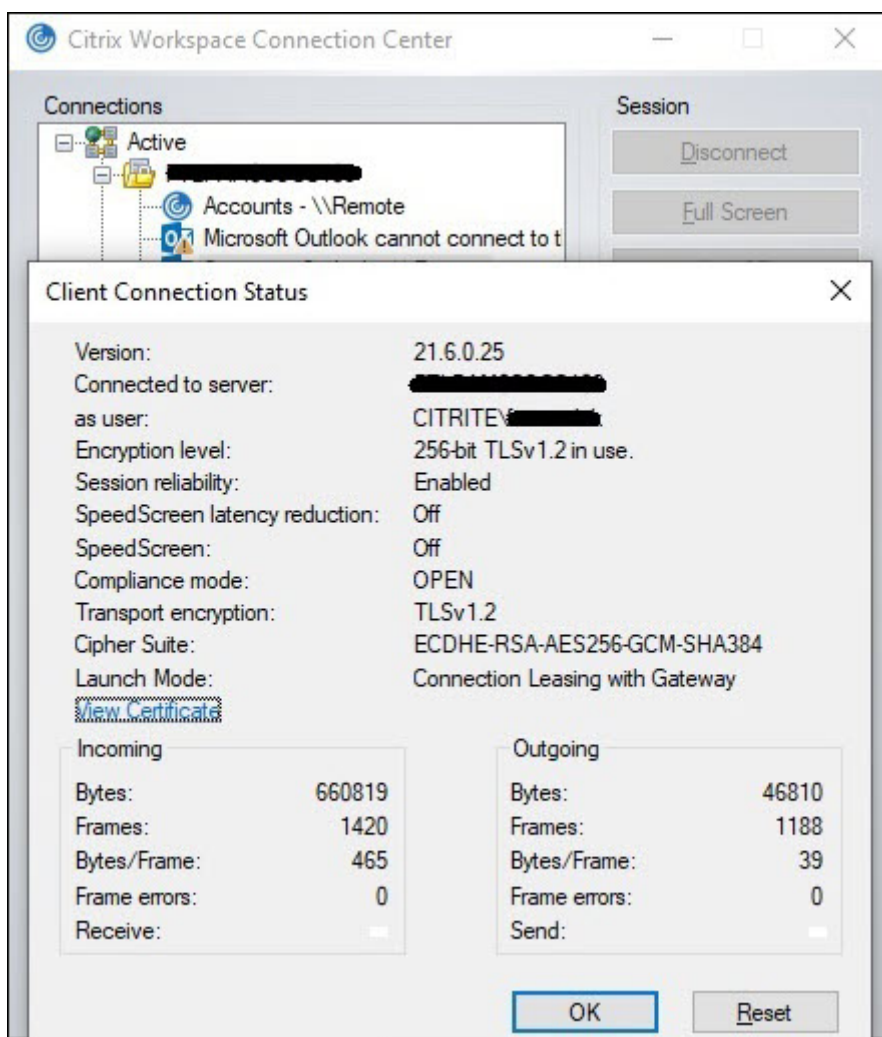 Citrix Workspace Connection Center
Connections
Session
Active
Disconnect
Accounts - \\Remote
Full Screen
Microsoft Outlook cannot connect to t
Client Connection Status
Version: 21.6.0.25
Connected to server:
as user: CITRITE\
Encryption level: 256-bit TLSv1.2 in use.
Session reliability: Enabled
SpeedScreen latency reduction: Off
SpeedScreen: Off
Compliance mode: OPEN
Transport encryption: TLSv1.2
Cipher Suite: ECDHE-RSA-AES256-GCM-SHA384
Launch Mode: Connection Leasing with Gateway
View Certificate
Incoming
Bytes: 660819
Frames: 1420
Bytes/Frame: 465
Frame errors: 0
Receive:
Outgoing
Bytes: 46810
Frames: 1188
Bytes/Frame: 39
Frame errors: 0
Send:
OK
Reset